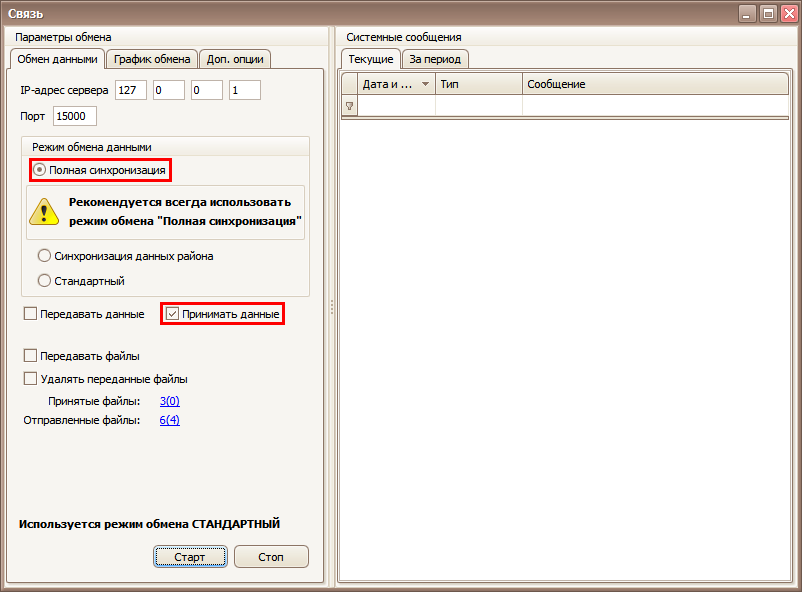 Связь
Параметры обмена
Обмен данными График обмена Доп. опции
IP-адрес сервера 127 0 0 1
Порт 15000
Режим обмена данными
Полная синхронизация
Рекомендуется всегда использовать
режим обмена "Полная синхронизация"
Синхронизация данных района
Стандартный
Передавать данные Принимать данные
Передавать файлы
Удалять переданные файлы
Принятые файлы: 3(0)
Отправленные файлы: 6(4)
Используется режим обмена СТАНДАРТНЫЙ
Старт Стоп
Системные сообщения
Текущие За период
Дата и ... Тип Сообщение